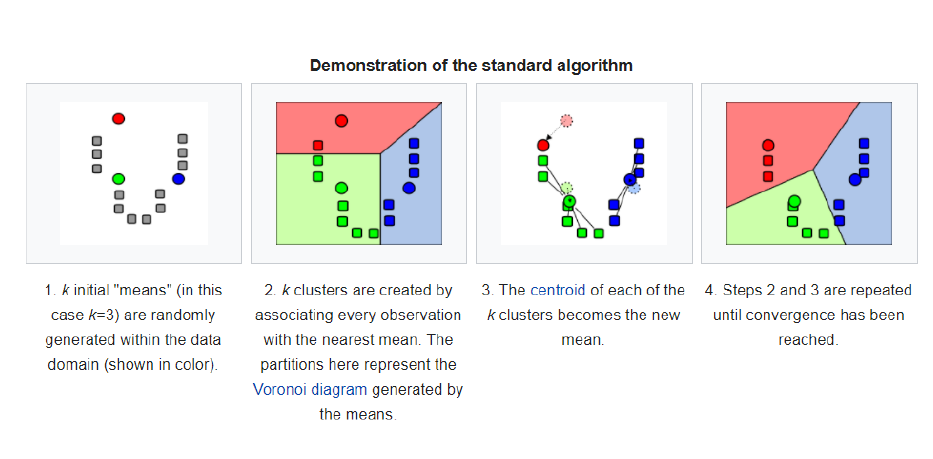 Demonstration of the standard algorithm
1. k initial "means" (in this
case k=3) are randomly
generated within the data
domain (shown in color).
2. k clusters are created by
associating every observation
with the nearest mean. The
partitions here represent the
Voronoi diagram generated by
the means.
3. The centroid of each of the
k clusters becomes the new
mean.
4. Steps 2 and 3 are repeated
until convergence has been
reached.